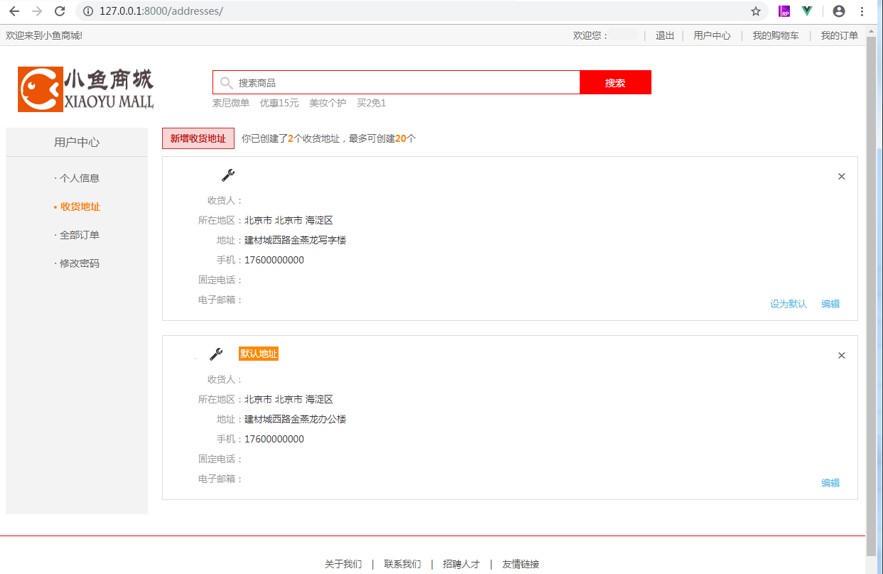 127.0.0.1:8000/addresses/
欢迎来到小鱼商城!
欢迎您： | 退出 | 用户中心 | 我的购物车 | 我的订单
小鱼商城
XIAOYU MALL
搜索商品
搜索
索尼微单 优惠15元 美妆个护 买2免1
用户中心
· 个人信息
· 收货地址
· 全部订单
· 修改密码
新增收货地址 你已创建了2个收货地址，最多可创建20个
×
收货人：
所在地区：北京市 北京市 海淀区
地址：建材城西路金燕龙写字楼
手机：17600000000
固定电话：
电子邮箱：
设为默认 编辑
默认地址 ×
收货人：
所在地区：北京市 北京市 海淀区
地址：建材城西路金燕龙办公楼
手机：17600000000
固定电话：
电子邮箱：
编辑
关于我们 | 联系我们 | 招聘人才 | 友情链接